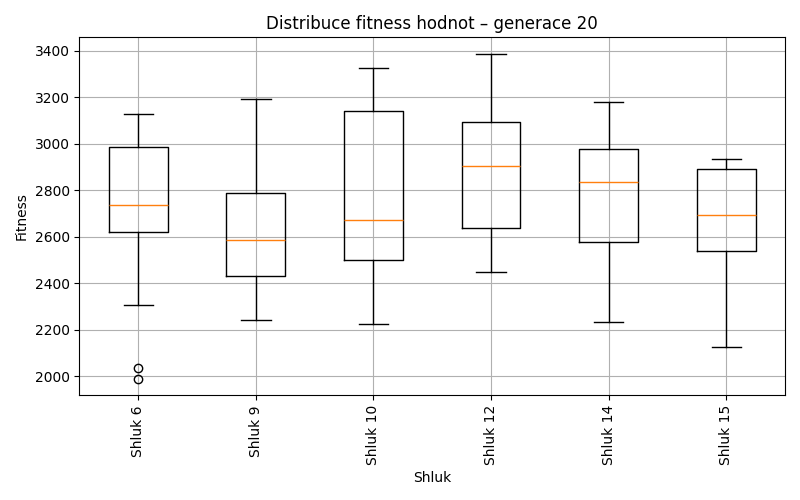 Distribuce fitness hodnot – generace 20
Fitness
3400
3200
3000
2800
2600
2400
2200
2000
Shluk 6
Shluk 9
Shluk 10
Shluk 12
Shluk 14
Shluk 15
Shluk